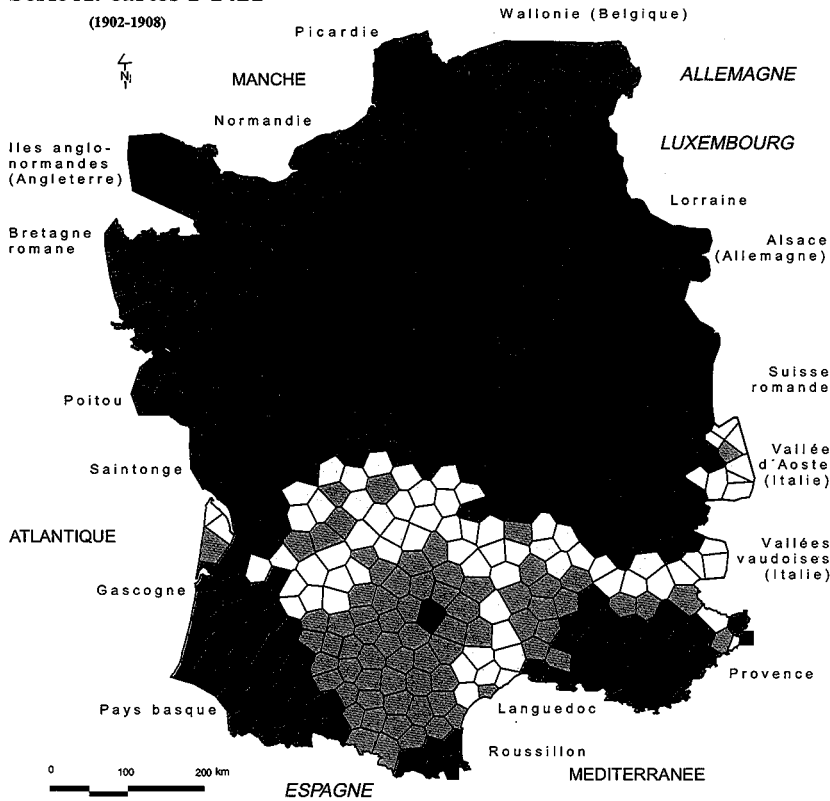 (1902-1908)
Wallonie (Belgique)
Picardie
N
MANCHE
ALLEMAGNE
Normandie
Iles anglo-
normandes
(Angleterre)
LUXEMBOURG
Lorraine
Bretagne
romane
Alsace
(Allemagne)
Suisse
romande
Poitou
Vallée
d'Aoste
(Italie)
Saintonge
ATLANTIQUE
Vallées
vaudoises
(Italie)
Gascogne
Provence
Pays basque
Languedoc
Roussillon
0 100 200 km
MEDITERRANEE
ESPAGNE